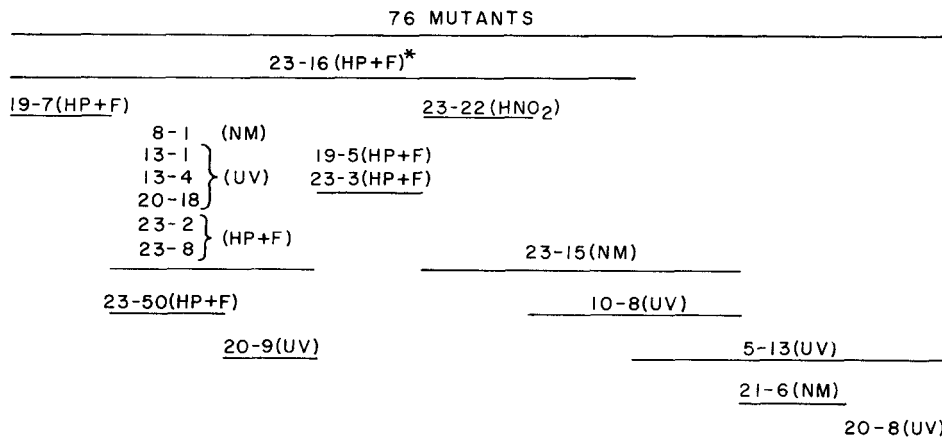 76 MUTANTS
23-16(HP+F)*
19-7(HP+F)
23-22(HNO2)
8-1 (NM)
13-1
13-4 (UV)
20-18
19-5(HP+F)
23-3(HP+F)
23-2
23-8 (HP+F)
23-15(NM)
23-50(HP+F)
10-8(UV)
20-9(UV)
5-13(UV)
21-6(NM)
20-8(UV)